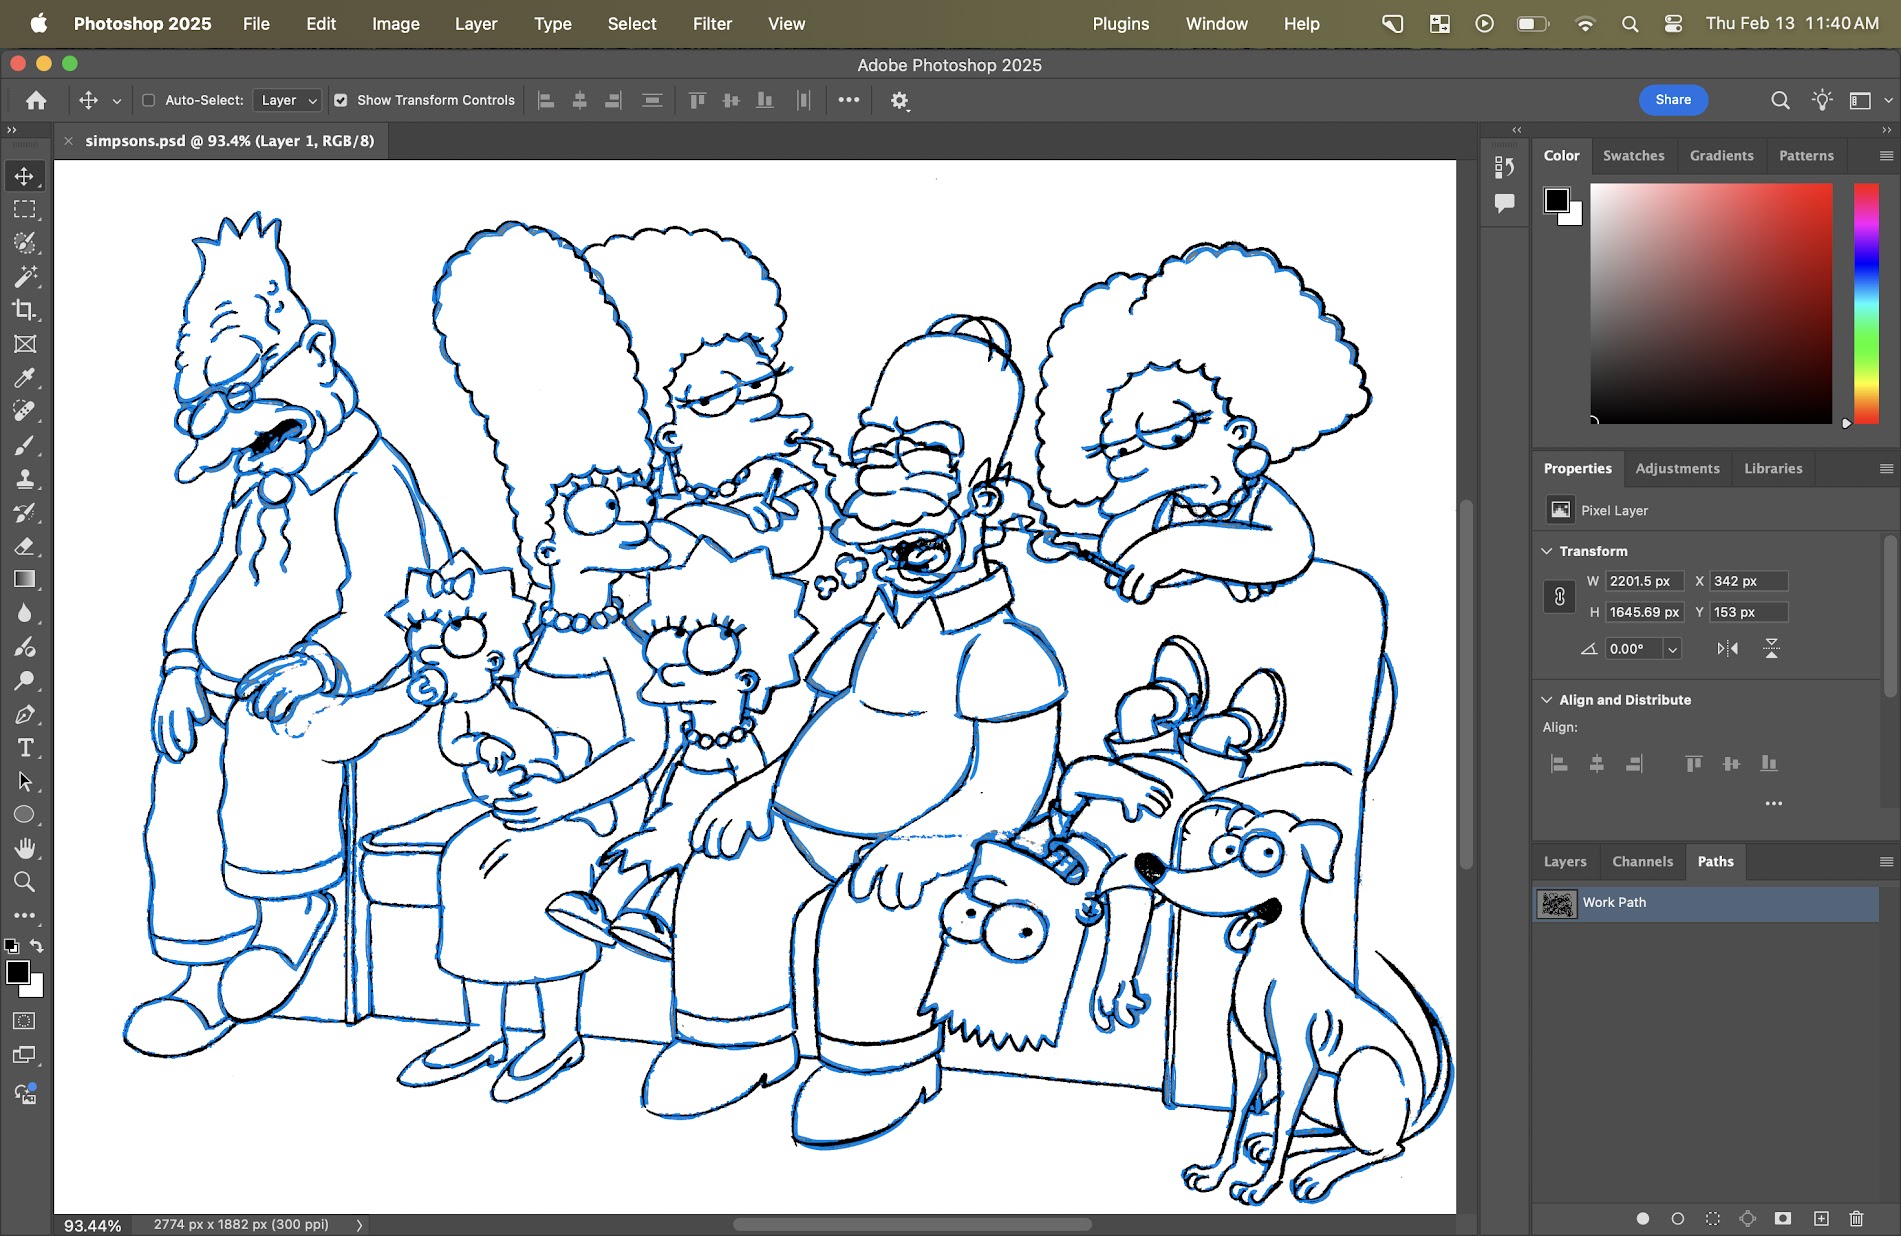 Photoshop 2025 File Edit Image Layer Type Select Filter View Plugins Window Help Thu Feb 13 11:40 AM
Adobe Photoshop 2025
Auto-Select: Layer Show Transform Controls ••• Share
simpsons.psd @ 93.4% (Layer 1, RGB/8)
Color Swatches Gradients Patterns
Properties Adjustments Libraries
Pixel Layer
Transform
W 2201.5 px X 342 px
H 1645.69 px Y 153 px
0.00°
Align and Distribute
Align:
Layers Channels Paths
Work Path
93.44% 2774 px x 1882 px (300 ppi)